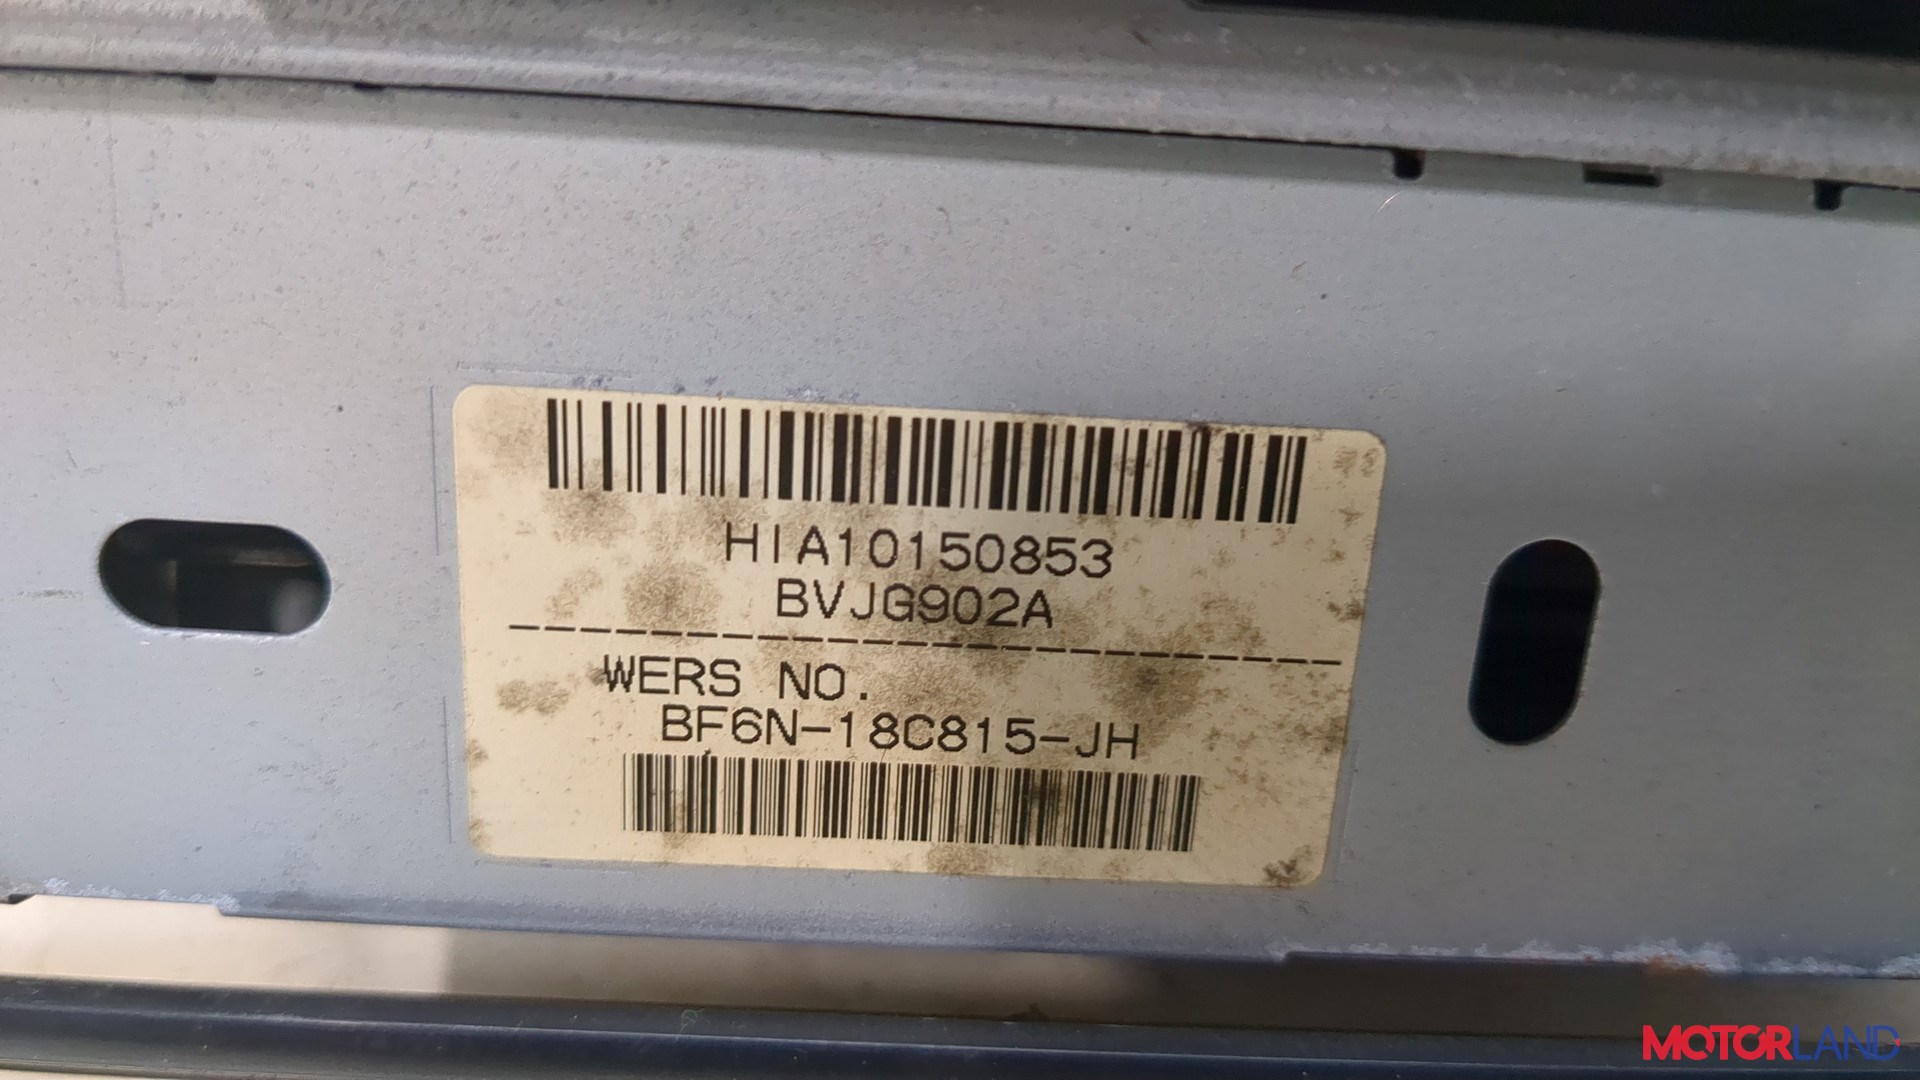 HIA10150853
BVJG902A
WERS NO.
BF6N-18C815-JH
MOTORLAND